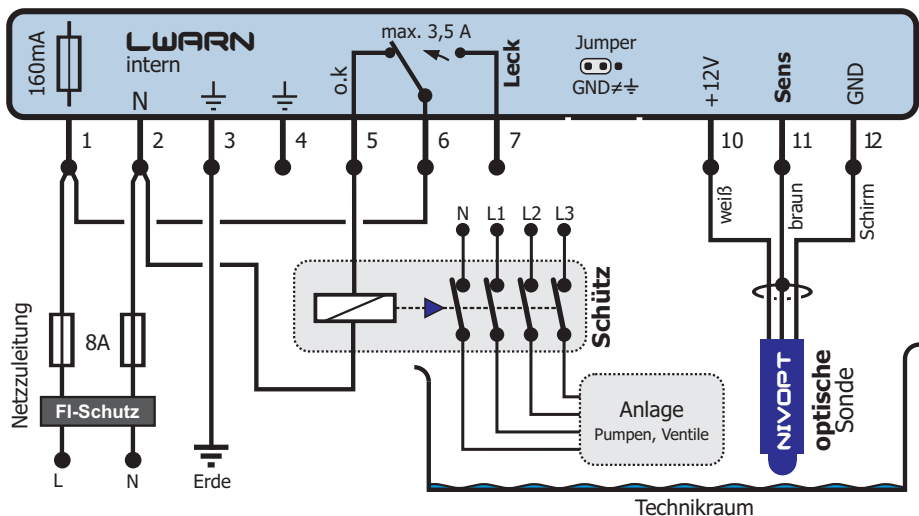 160mA
LWARN
intern
N
o.k
max. 3,5 A
Leck
Jumper
GND≠⏚
+12V
Sens
GND
1
2
3
4
5
6
7
10
11
12
weiß
braun
Schirm
N
L1
L2
L3
Schütz
Netzzuleitung
8A
FI-Schutz
L
N
Erde
Anlage
Pumpen, Ventile
NIVOPT
optische
Sonde
Technikraum